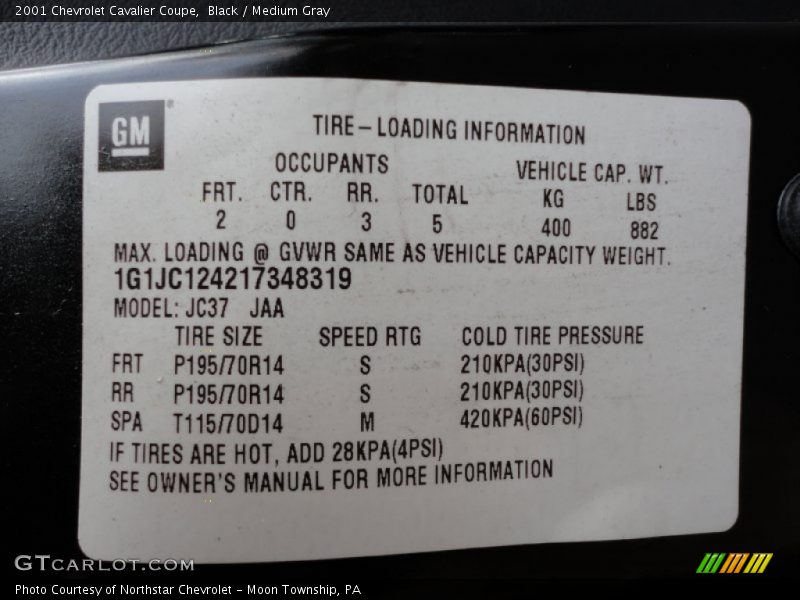 2001 Chevrolet Cavalier Coupe, Black / Medium Gray
GM
TIRE-LOADING INFORMATION
OCCUPANTS VEHICLE CAP. WT.
FRT. CTR. RR. TOTAL KG LBS
2 0 3 5 400 882
MAX. LOADING @ GVWR SAME AS VEHICLE CAPACITY WEIGHT.
1G1JC124217348319
MODEL: JC37 JAA
TIRE SIZE SPEED RTG COLD TIRE PRESSURE
FRT P195/70R14 S 210KPA(30PSI)
RR P195/70R14 S 210KPA(30PSI)
SPA T115/70D14 M 420KPA(60PSI)
IF TIRES ARE HOT, ADD 28KPA(4PSI)
SEE OWNER'S MANUAL FOR MORE INFORMATION
GTCARLOT.COM
Photo Courtesy of Northstar Chevrolet - Moon Township, PA